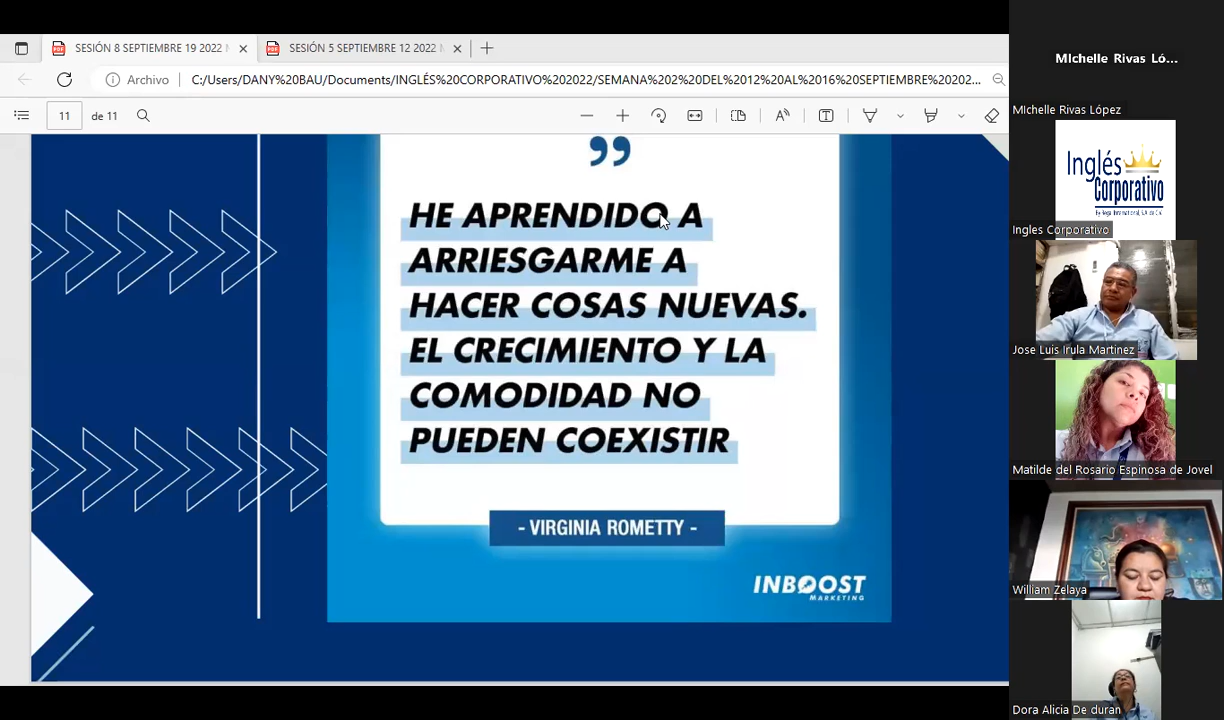 SESIÓN 8 SEPTIEMBRE 19 2022
SESIÓN 5 SEPTIEMBRE 12 2022
Archivo
C:/Users/DANY%20BAU/Documents/INGLÉS%20CORPORATIVO%202022/SEMANA%202%20DEL%2012%20AL%2016%20SEPTIEMBRE%20202...
11 de 11
”
HE APRENDIDO A
ARRIESGARME A
HACER COSAS NUEVAS.
EL CRECIMIENTO Y LA
COMODIDAD NO
PUEDEN COEXISTIR
- VIRGINIA ROMETTY -
INBOOST
MARKETING
MIchelle Rivas Ló...
MIchelle Rivas López
Inglés
Corporativo
Ingles Corporativo
Jose Luis Irula Martinez
Matilde del Rosario Espinosa de Jovel
William Zelaya
Dora Alicia De duran